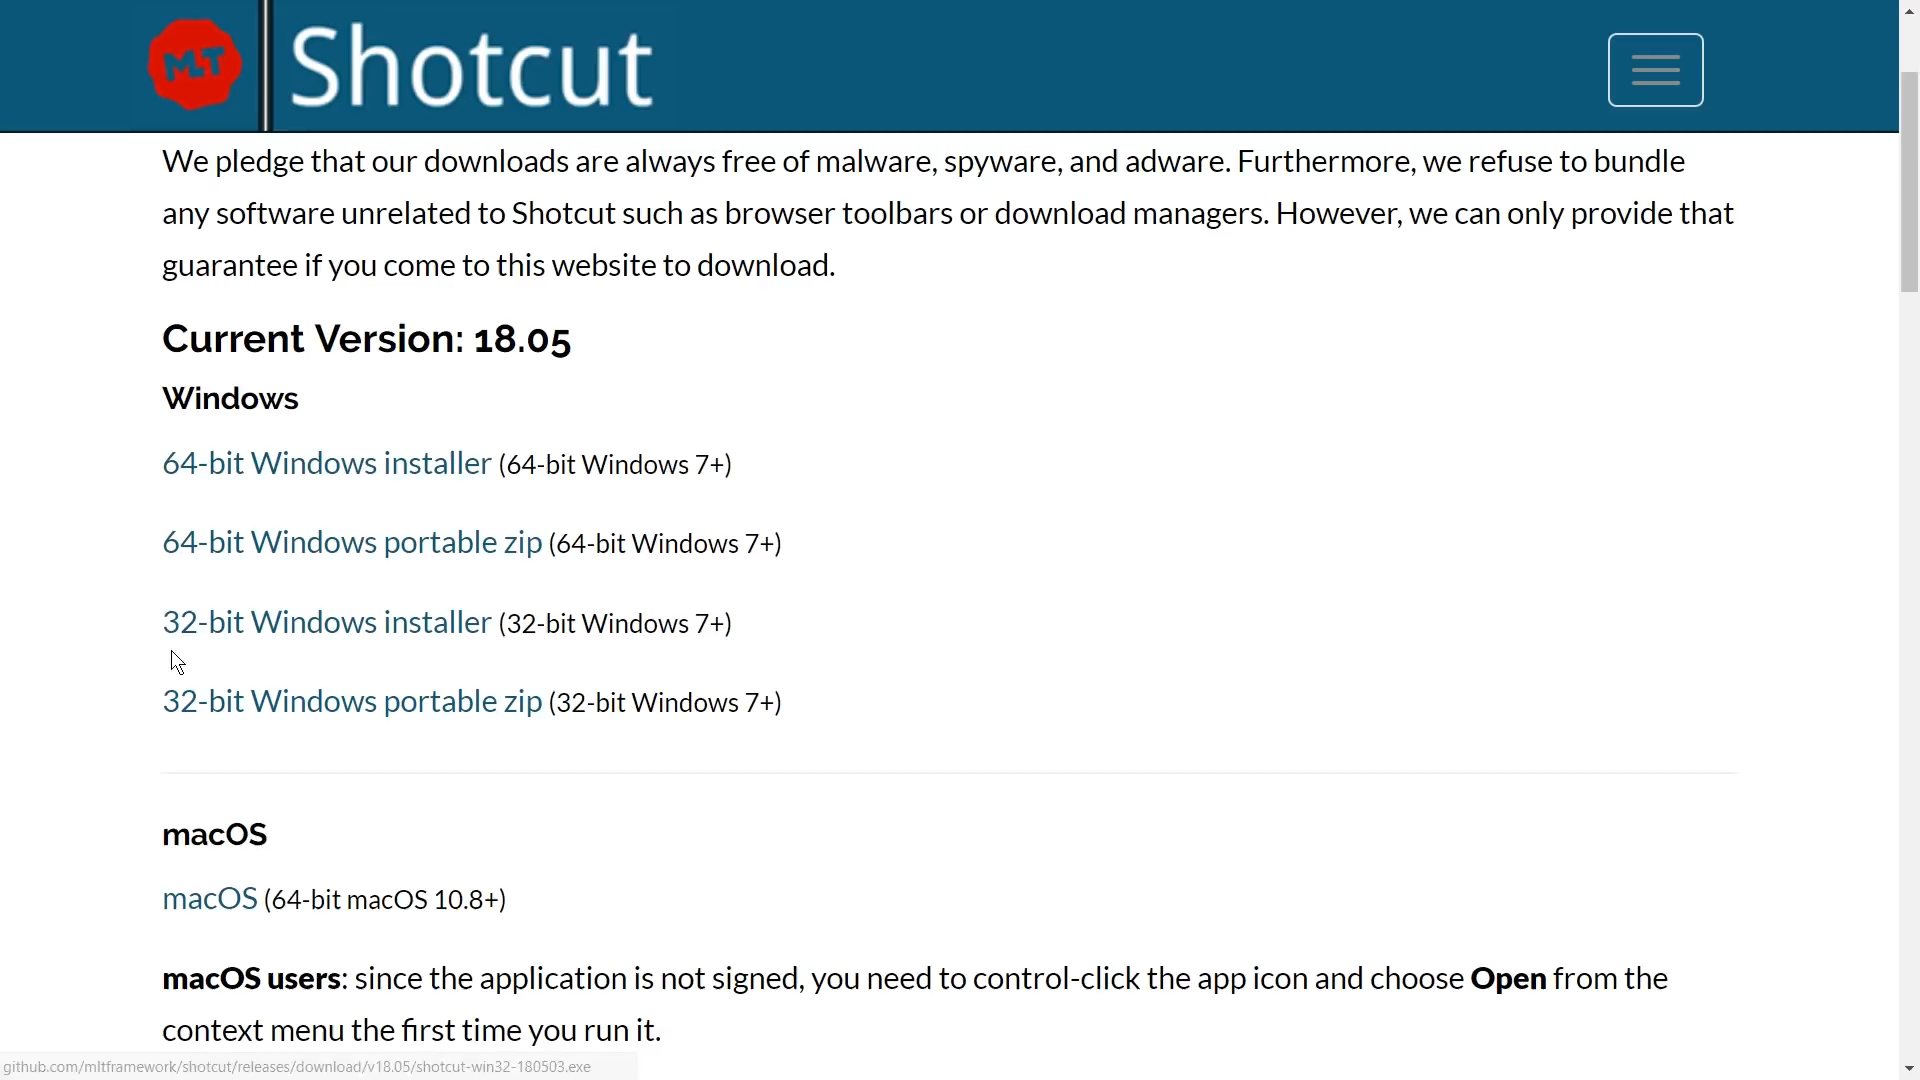 MLT
Shotcut
We pledge that our downloads are always free of malware, spyware, and adware. Furthermore, we refuse to bundle
any software unrelated to Shotcut such as browser toolbars or download managers. However, we can only provide that
guarantee if you come to this website to download.
Current Version: 18.05
Windows
64-bit Windows installer (64-bit Windows 7+)
64-bit Windows portable zip (64-bit Windows 7+)
32-bit Windows installer (32-bit Windows 7+)
32-bit Windows portable zip (32-bit Windows 7+)
macOS
macOS (64-bit macOS 10.8+)
macOS users: since the application is not signed, you need to control-click the app icon and choose Open from the
context menu the first time you run it.
github.com/mltframework/shotcut/releases/download/v18.05/shotcut-win32-180503.exe